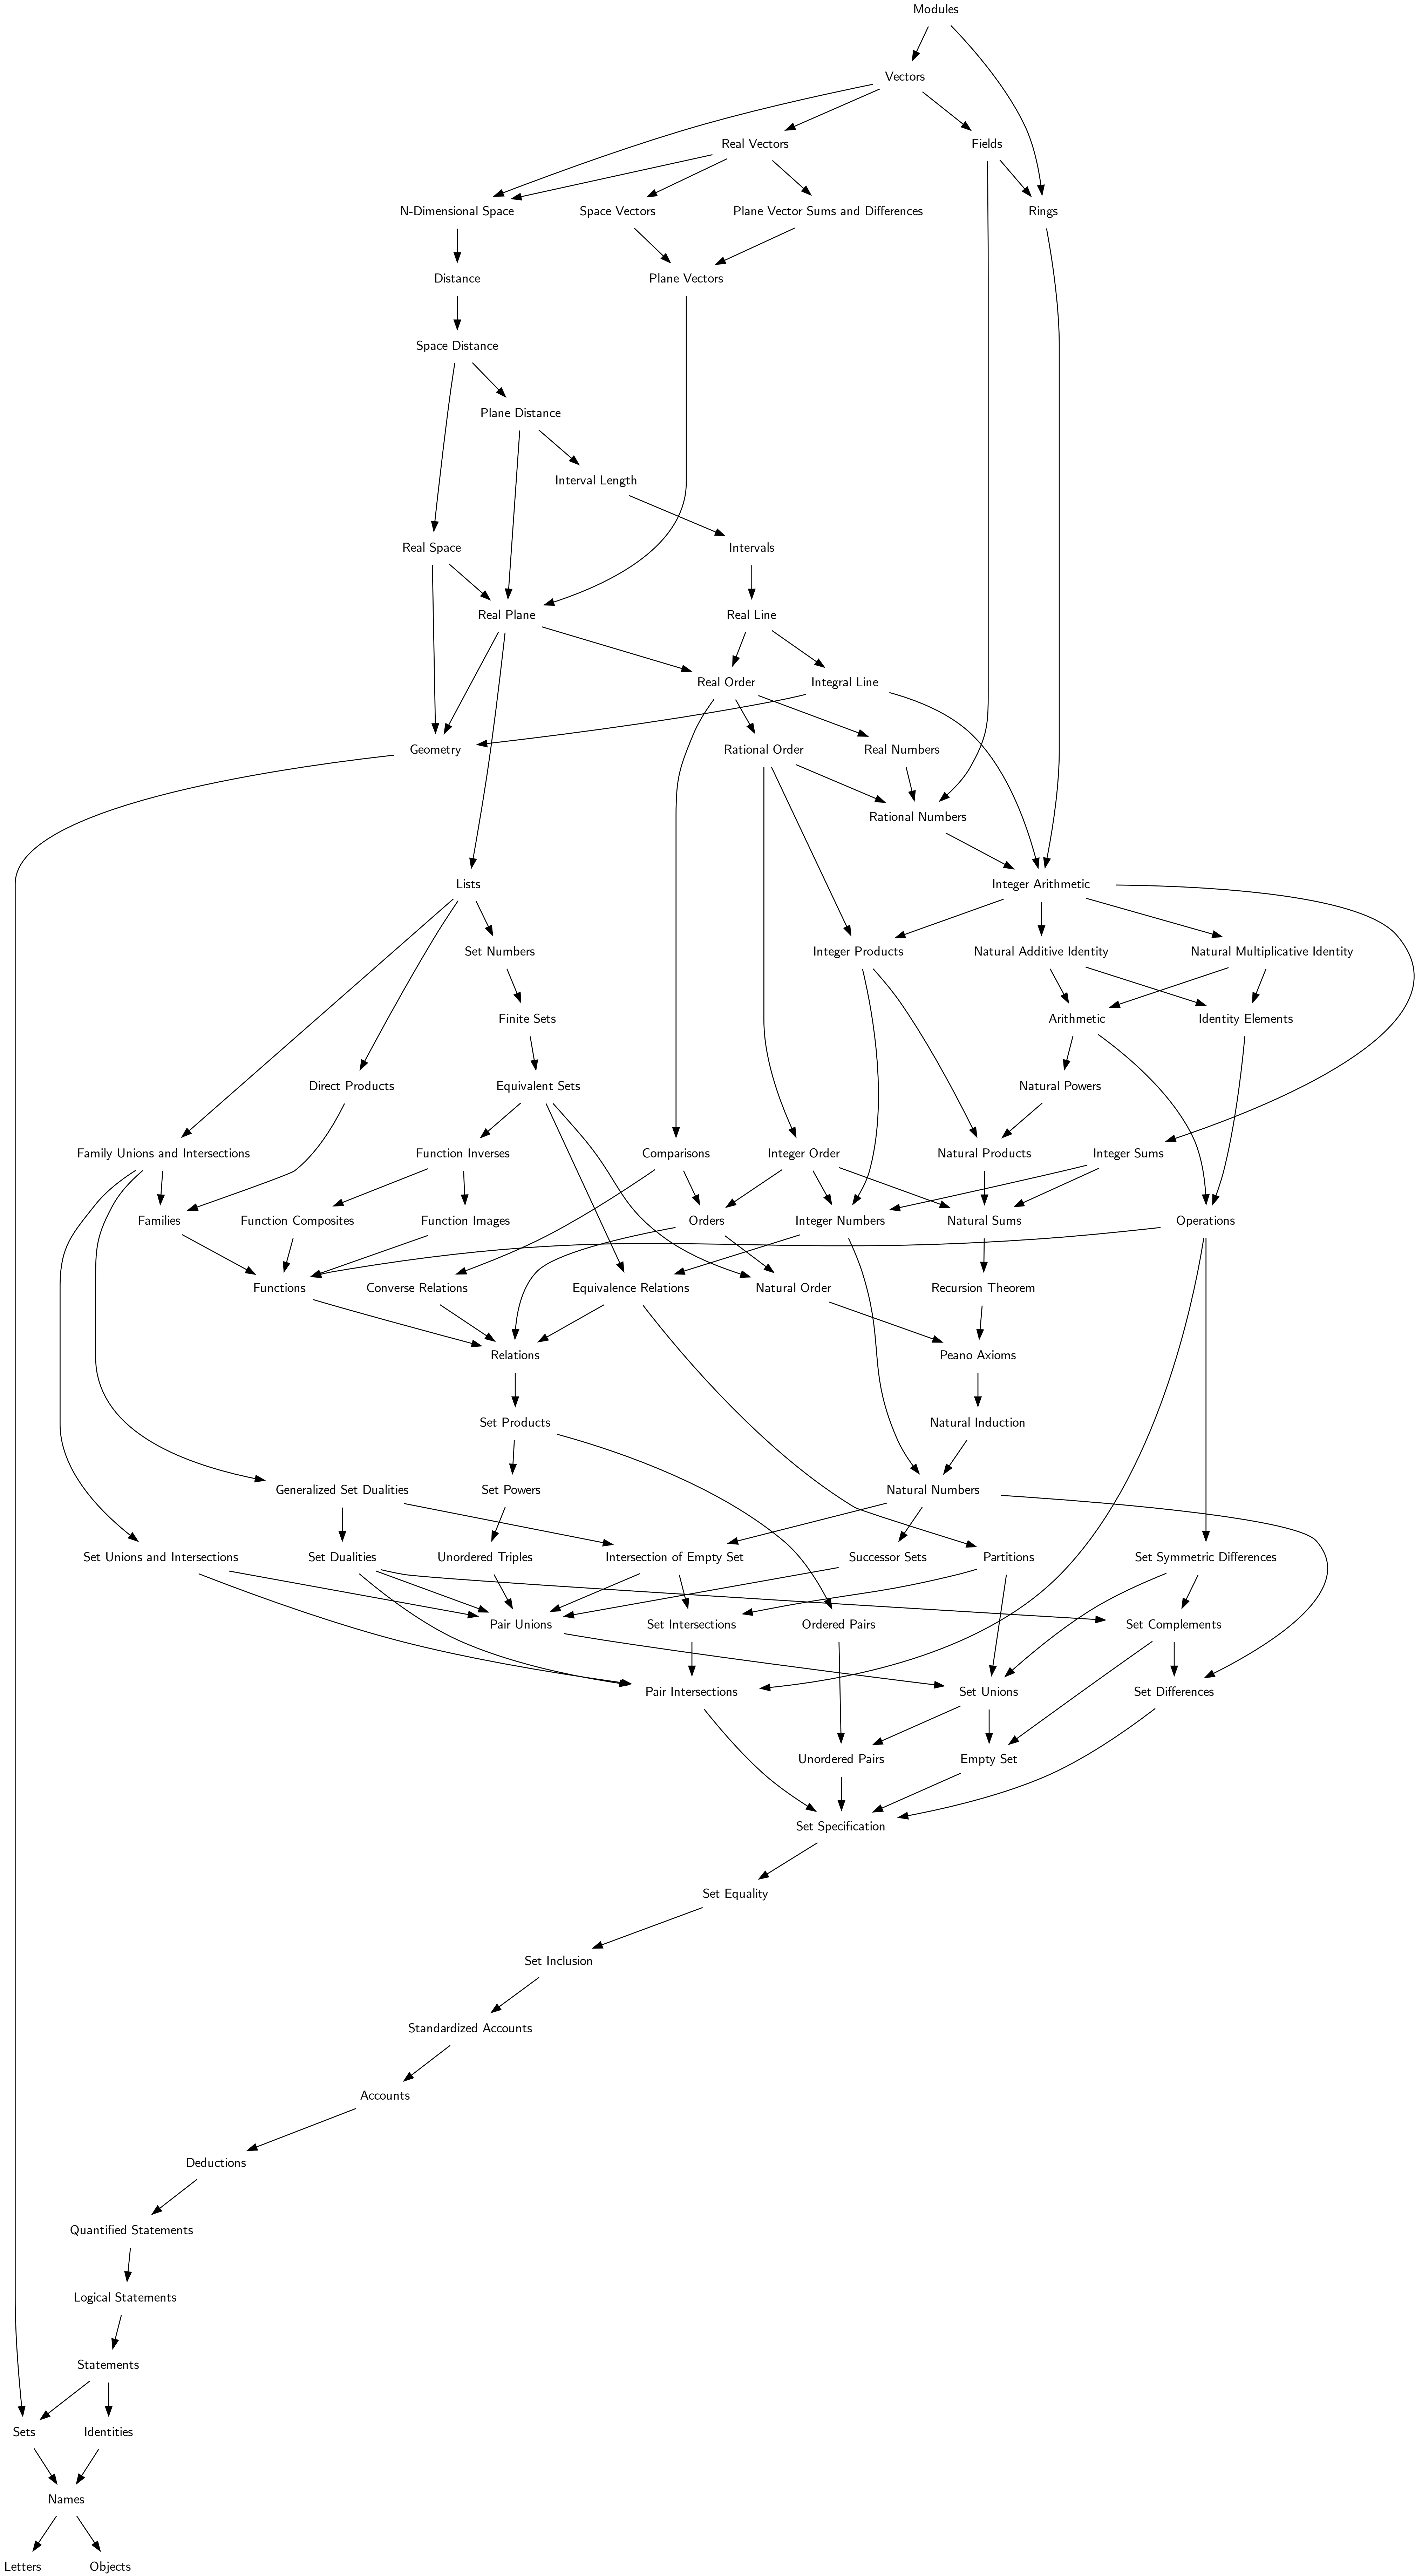 Modules
Vectors
Real Vectors
Fields
N-Dimensional Space
Space Vectors
Plane Vector Sums and Differences
Rings
Distance
Plane Vectors
Space Distance
Plane Distance
Interval Length
Real Space
Intervals
Real Plane
Real Line
Real Order
Integral Line
Geometry
Rational Order
Real Numbers
Rational Numbers
Lists
Integer Arithmetic
Set Numbers
Integer Products
Natural Additive Identity
Natural Multiplicative Identity
Finite Sets
Arithmetic
Identity Elements
Direct Products
Equivalent Sets
Natural Powers
Family Unions and Intersections
Function Inverses
Comparisons
Integer Order
Natural Products
Integer Sums
Families
Function Composites
Function Images
Orders
Integer Numbers
Natural Sums
Operations
Functions
Converse Relations
Equivalence Relations
Natural Order
Recursion Theorem
Relations
Peano Axioms
Set Products
Natural Induction
Generalized Set Dualities
Set Powers
Natural Numbers
Set Unions and Intersections
Set Dualities
Unordered Triples
Intersection of Empty Set
Successor Sets
Partitions
Set Symmetric Differences
Pair Unions
Set Intersections
Ordered Pairs
Set Complements
Pair Intersections
Set Unions
Set Differences
Unordered Pairs
Empty Set
Set Specification
Set Equality
Set Inclusion
Standardized Accounts
Accounts
Deductions
Quantified Statements
Logical Statements
Statements
Sets
Identities
Names
Letters
Objects